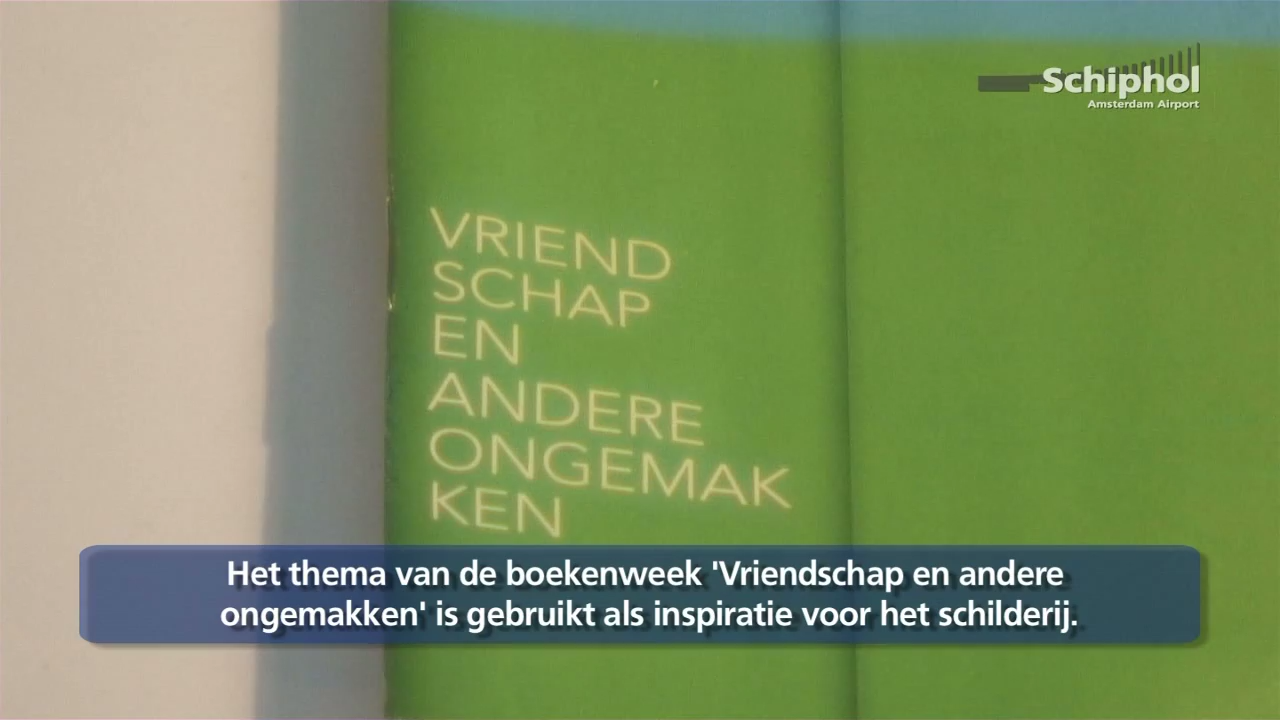 Schiphol
Amsterdam Airport
VRIEND
SCHAP
EN
ANDERE
ONGEMAK
KEN
Het thema van de boekenweek 'Vriendschap en andere
ongemakken' is gebruikt als inspiratie voor het schilderij.